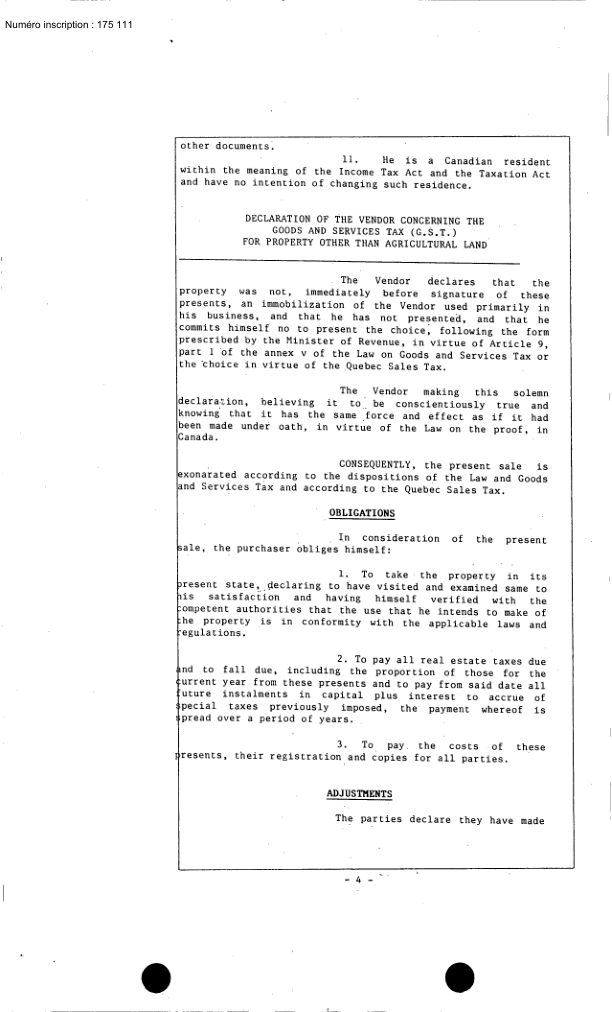 Numéro inscription : 175 111
other documents.
11. He is a Canadian resident
within the meaning of the Income Tax Act and the Taxation Act
and have no intention of changing such residence.
DECLARATION OF THE VENDOR CONCERNING THE
GOODS AND SERVICES TAX (G.S.T.)
FOR PROPERTY OTHER THAN AGRICULTURAL LAND
The Vendor declares that the
property was not, immediately before signature of these
presents, an immobilization of the Vendor used primarily in
his business, and that he has not presented, and that he
commits himself no to present the choice, following the form
prescribed by the Minister of Revenue, in virtue of Article 9,
part 1 of the annex v of the Law on Goods and Services Tax or
the choice in virtue of the Quebec Sales Tax.
The Vendor making this solemn
declaration, believing it to be conscientiously true and
knowing that it has the same force and effect as if it had
been made under oath, in virtue of the Law on the proof, in
Canada.
CONSEQUENTLY, the present sale is
exonarated according to the dispositions of the Law and Goods
and Services Tax and according to the Quebec Sales Tax.
OBLIGATIONS
In consideration of the present
sale, the purchaser obliges himself:
1. To take the property in its
present state, declaring to have visited and examined same to
his satisfaction and having himself verified with the
competent authorities that the use that he intends to make of
the property is in conformity with the applicable laws and
regulations.
2. To pay all real estate taxes due
and to fall due, including the proportion of those for the
current year from these presents and to pay from said date all
future instalments in capital plus interest to accrue of
special taxes previously imposed, the payment whereof is
spread over a period of years.
3. To pay the costs of these
presents, their registration and copies for all parties.
ADJUSTMENTS
The parties declare they have made
- 4 -